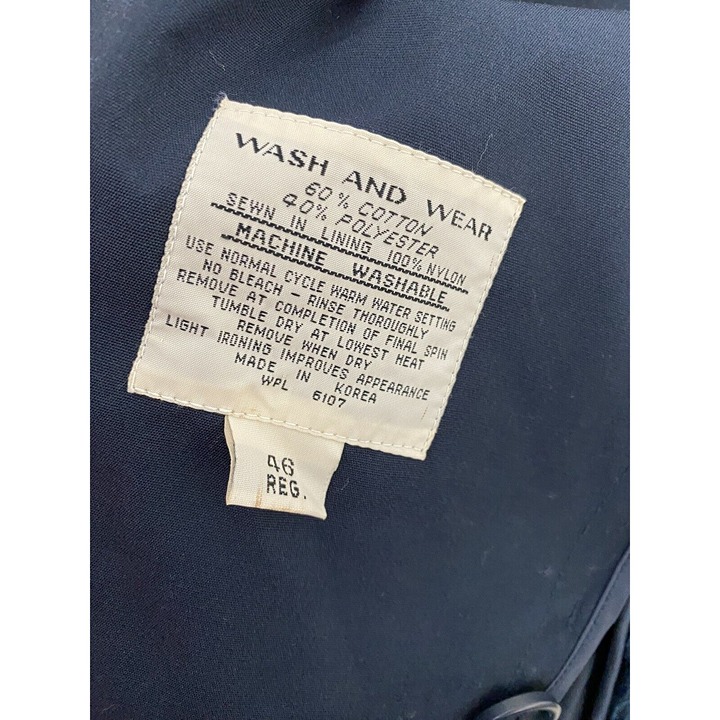 WASH AND WEAR
60% COTTON
40% POLYESTER
SEWN IN LINING 100% NYLON
MACHINE WASHABLE
USE NORMAL CYCLE WARM WATER SETTING
NO BLEACH - RINSE THOROUGHLY
REMOVE AT COMPLETION OF FINAL SPIN
TUMBLE DRY AT LOWEST HEAT
REMOVE WHEN DRY
LIGHT IRONING IMPROVES APPEARANCE
MADE IN KOREA
WPL 6107
46
REG.